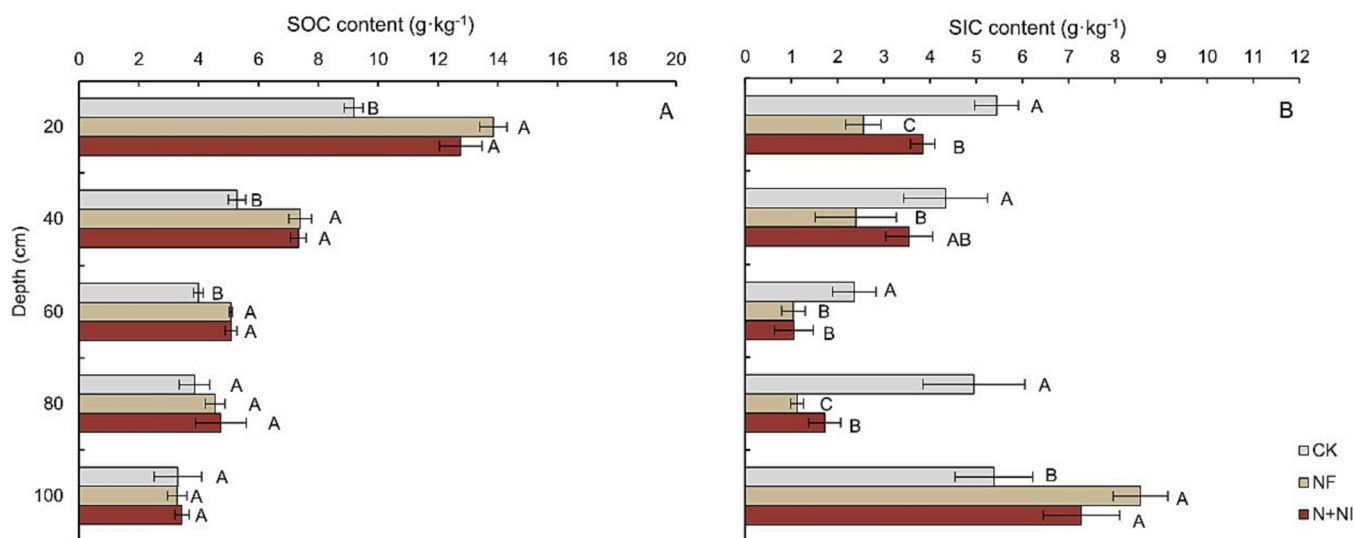 SOC content (g·kg⁻¹)
0 2 4 6 8 10 12 14 16 18 20
A
Depth (cm)
20
B
A
A
40
B
A
A
60
B
A
A
80
A
A
A
100
A
A
A
SIC content (g·kg⁻¹)
0 1 2 3 4 5 6 7 8 9 10 11 12
B
A
C
B
A
B
AB
A
B
B
A
C
B
B
A
A
CK
NF
N+NI